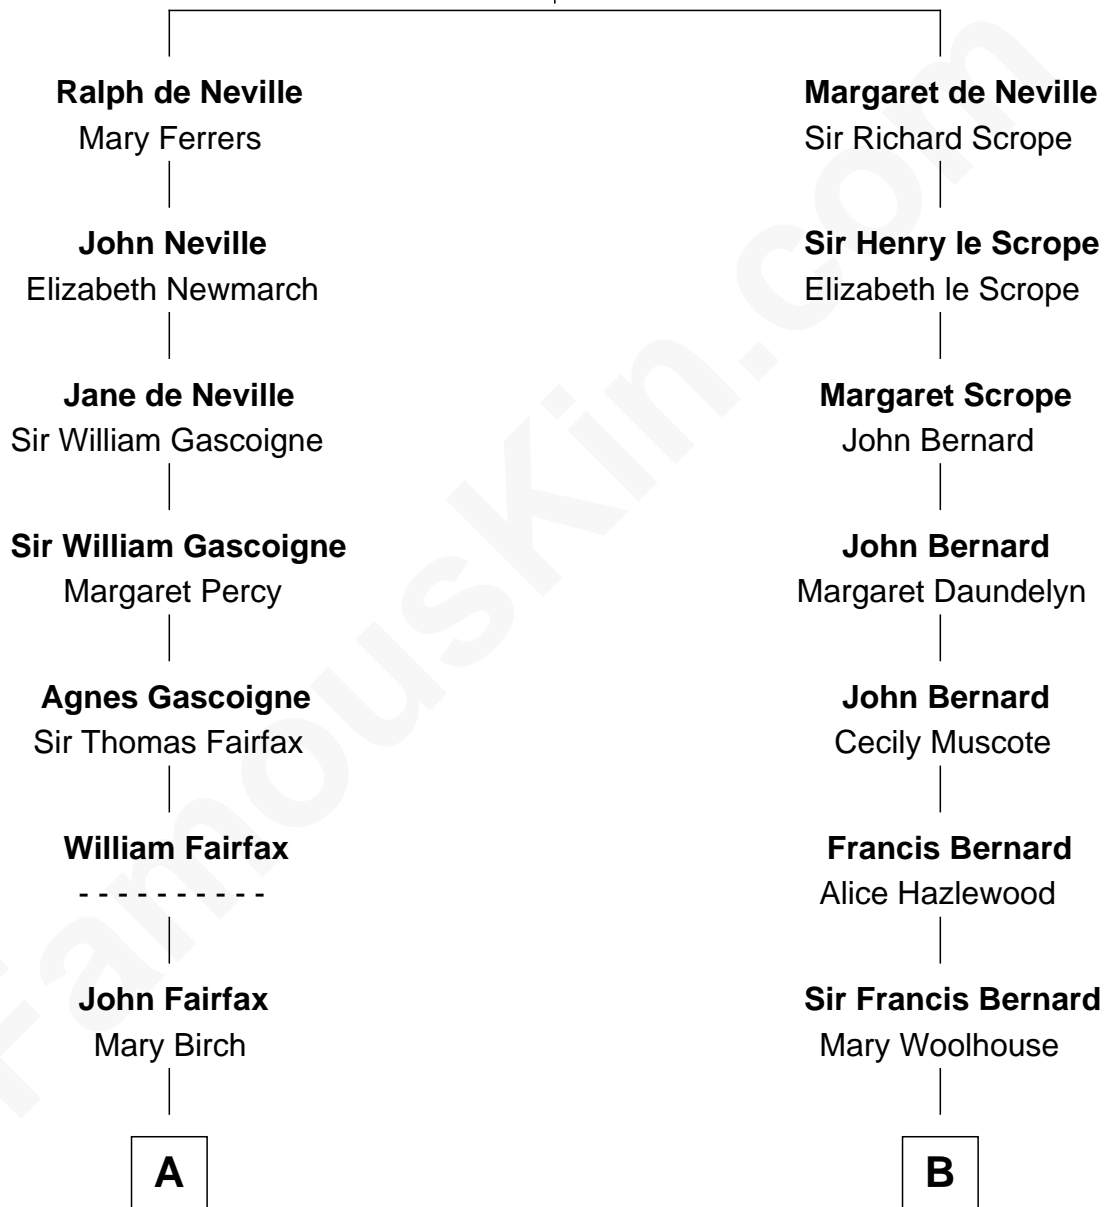 Ralph de Neville
Mary Ferrers
John Neville
Elizabeth Newmarch
Jane de Neville
Sir William Gascoigne
Sir William Gascoigne
Margaret Percy
Agnes Gascoigne
Sir Thomas Fairfax
William Fairfax
- - - - - - - - - -
John Fairfax
Mary Birch
A
Margaret de Neville
Sir Richard Scrope
Sir Henry le Scrope
Elizabeth le Scrope
Margaret Scrope
John Bernard
John Bernard
Margaret Daundelyn
John Bernard
Cecily Muscote
Francis Bernard
Alice Hazlewood
Sir Francis Bernard
Mary Woolhouse
B
FamousKin.com